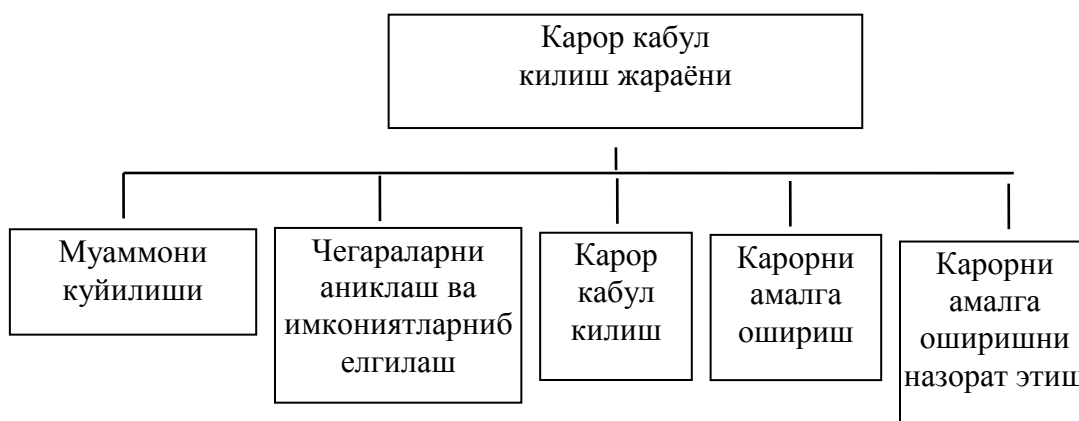 Карор кабул
килиш жараёни
Муаммони
куйилиши
Чегараларни
аниклаш ва
имкониятларниб
елгилаш
Карор
кабул
килиш
Карорни
амалга
ошириш
Карорни
амалга
оширишни
назорат этиш